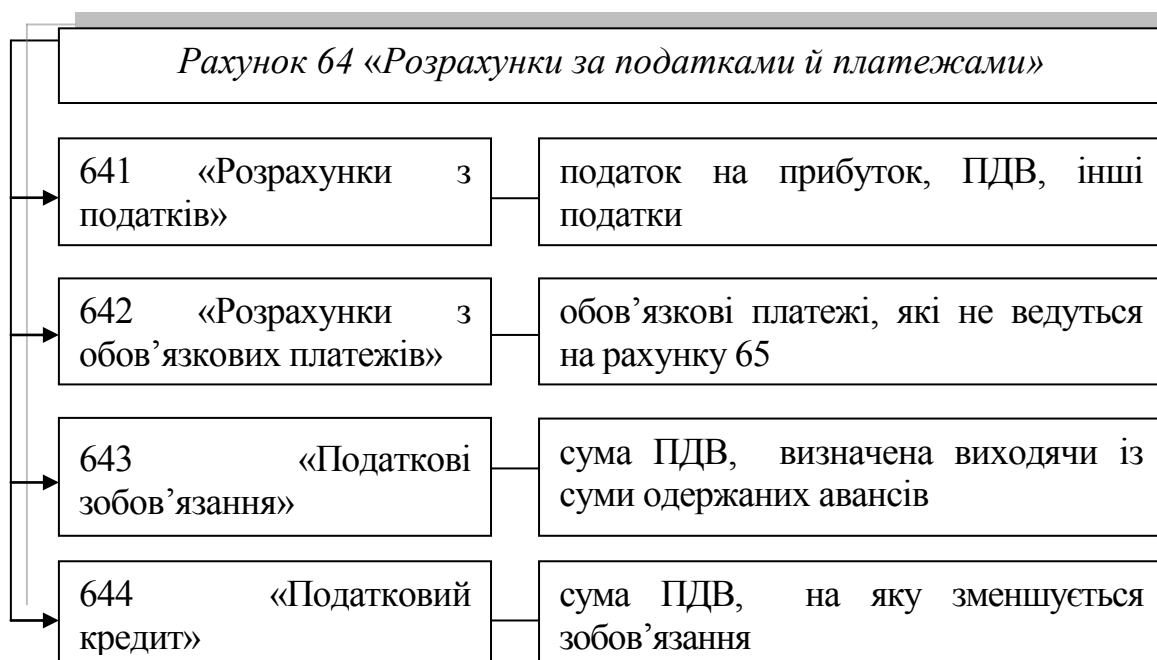 Рахунок 64 «Розрахунки за податками й платежами»
641 «Розрахунки з
податків»
податок на прибуток, ПДВ, інші
податки
642 «Розрахунки з
обов’язкових платежів»
обов’язкові платежі, які не ведуться
на рахунку 65
643 «Податкові
зобов’язання»
сума ПДВ, визначена виходячи із
суми одержаних авансів
644 «Податковий
кредит»
сума ПДВ, на яку зменшується
зобов’язання